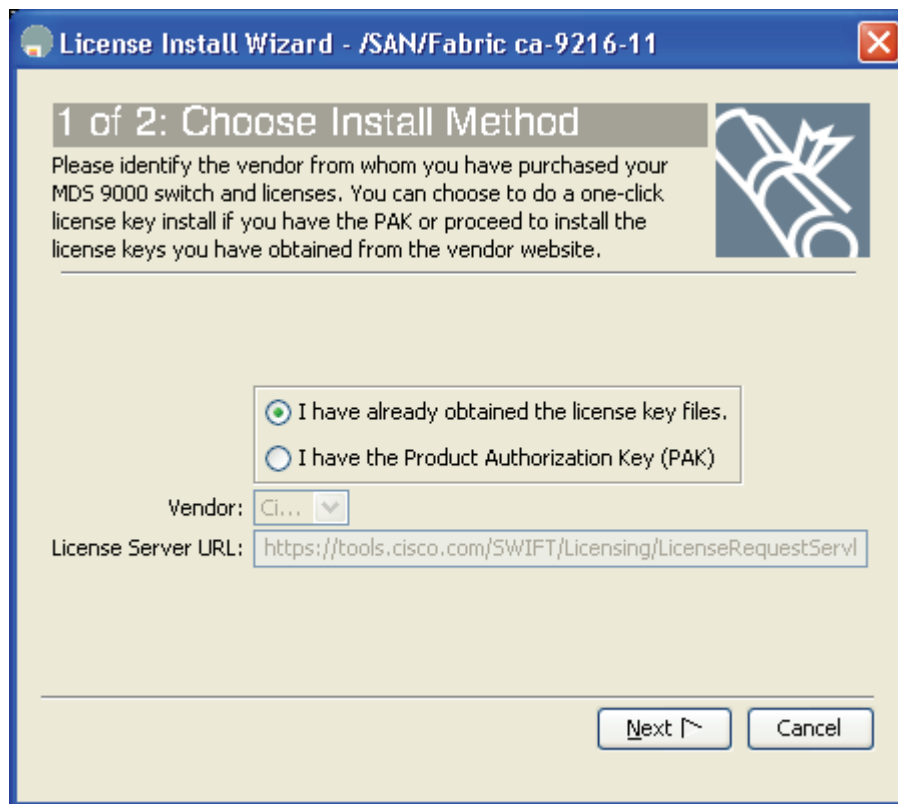 License Install Wizard - /SAN/Fabric ca-9216-11
1 of 2: Choose Install Method
Please identify the vendor from whom you have purchased your
MDS 9000 switch and licenses. You can choose to do a one-click
license key install if you have the PAK or proceed to install the
license keys you have obtained from the vendor website.
I have already obtained the license key files.
I have the Product Authorization Key (PAK)
Vendor: Ci...
License Server URL: https://tools.cisco.com/SWIFT/Licensing/LicenseRequestServl
Next Cancel